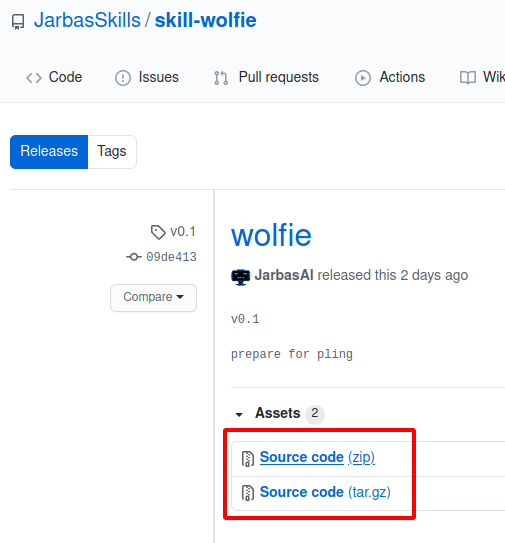 JarbasSkills / skill-wolfie
Code Issues Pull requests Actions Wik
Releases Tags
v0.1
09de413
Compare
wolfie
JarbasAI released this 2 days ago
v0.1
prepare for pling
Assets 2
Source code (zip)
Source code (tar.gz)